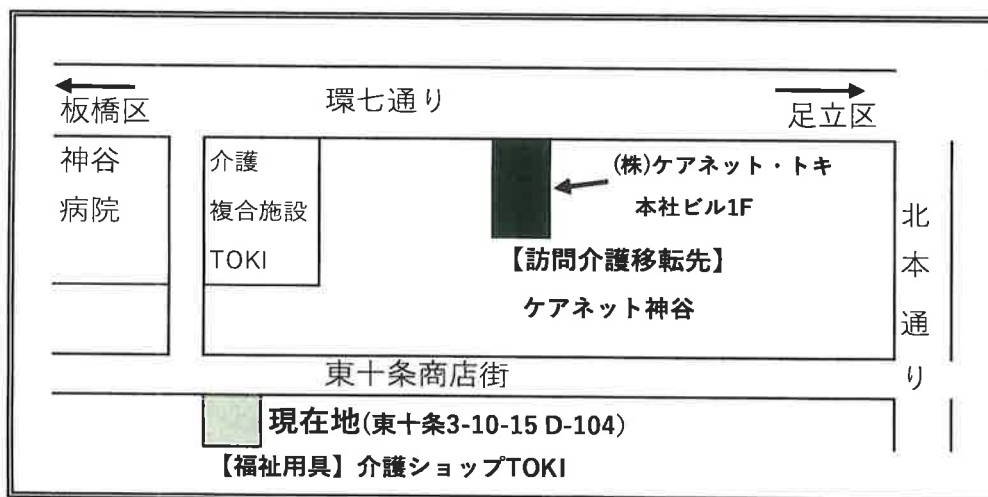 板橋区
環七通り
足立区
神谷
病院
介護
複合施設
TOKI
(株)ケアネット・トキ
本社ビル1F
【訪問介護移転先】
ケアネット神谷
北本通り
東十条商店街
現在地(東十条3-10-15 D-104)
【福祉用具】介護ショップTOKI